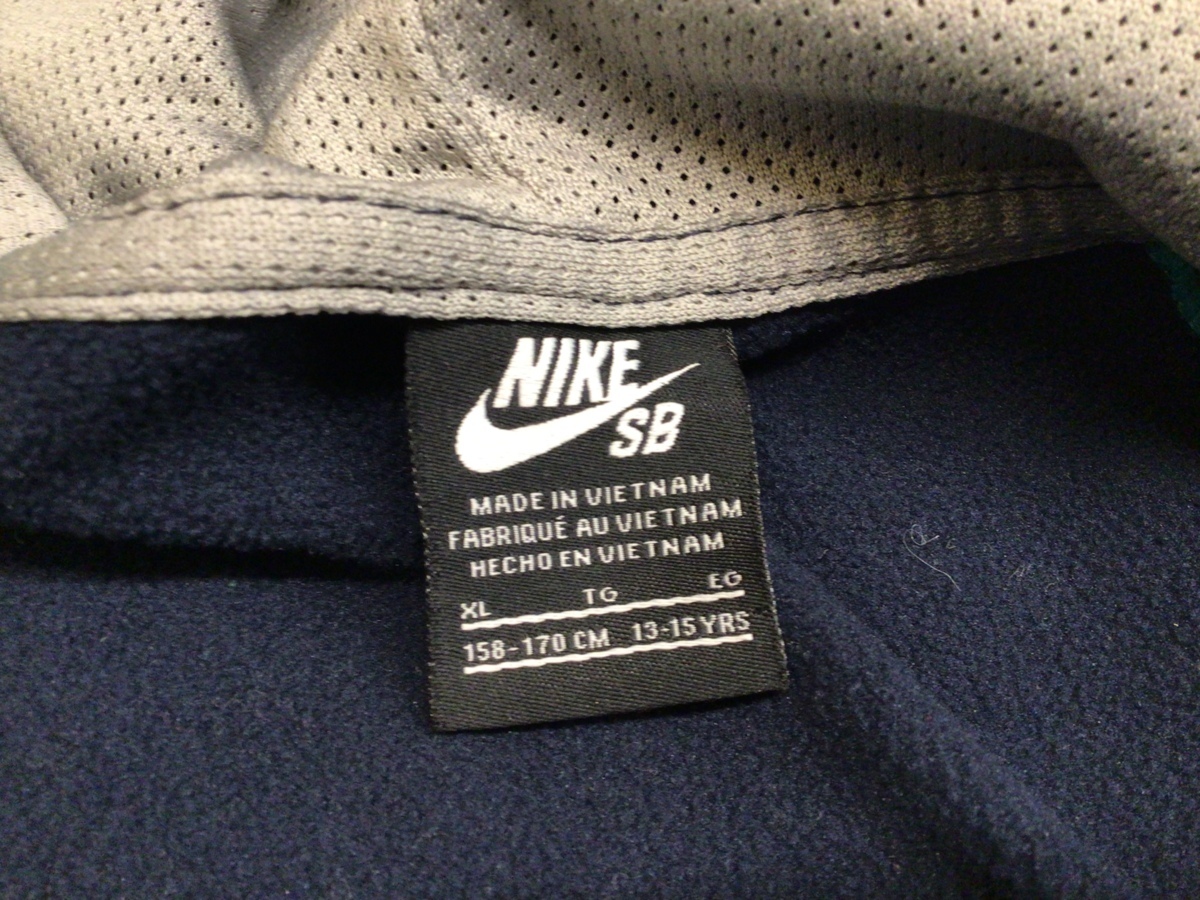 NIKE
SB
MADE IN VIETNAM
FABRIQUÉ AU VIETNAM
HECHO EN VIETNAM
XL TG EG
158-170 CM 13-15 YRS